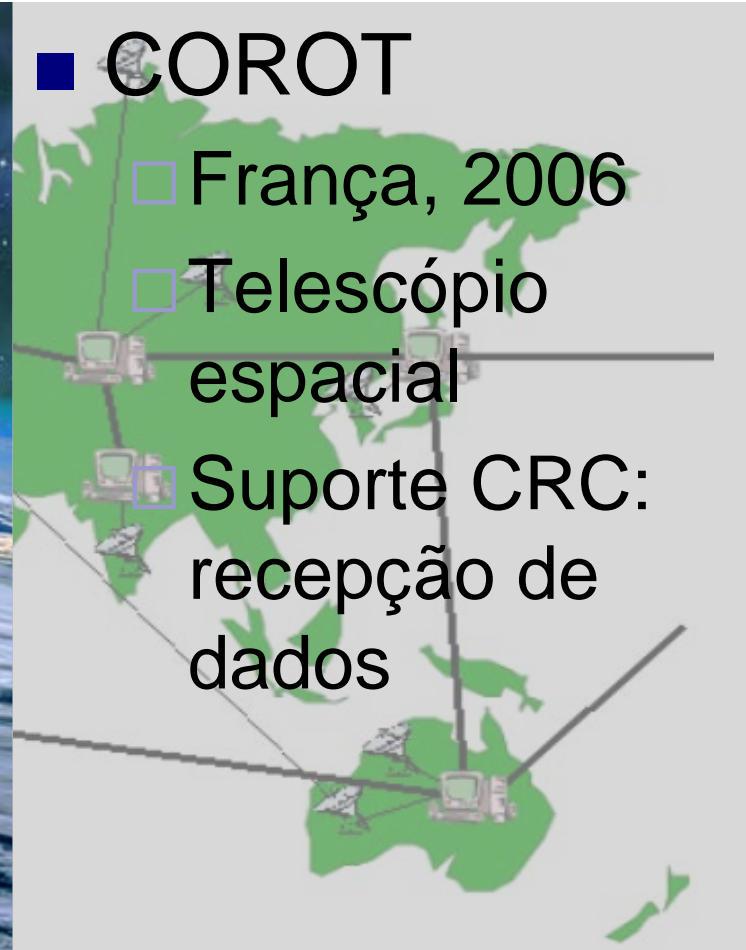 COROT
França, 2006
Telescópio
espacial
Suporte CRC:
recepção de
dados